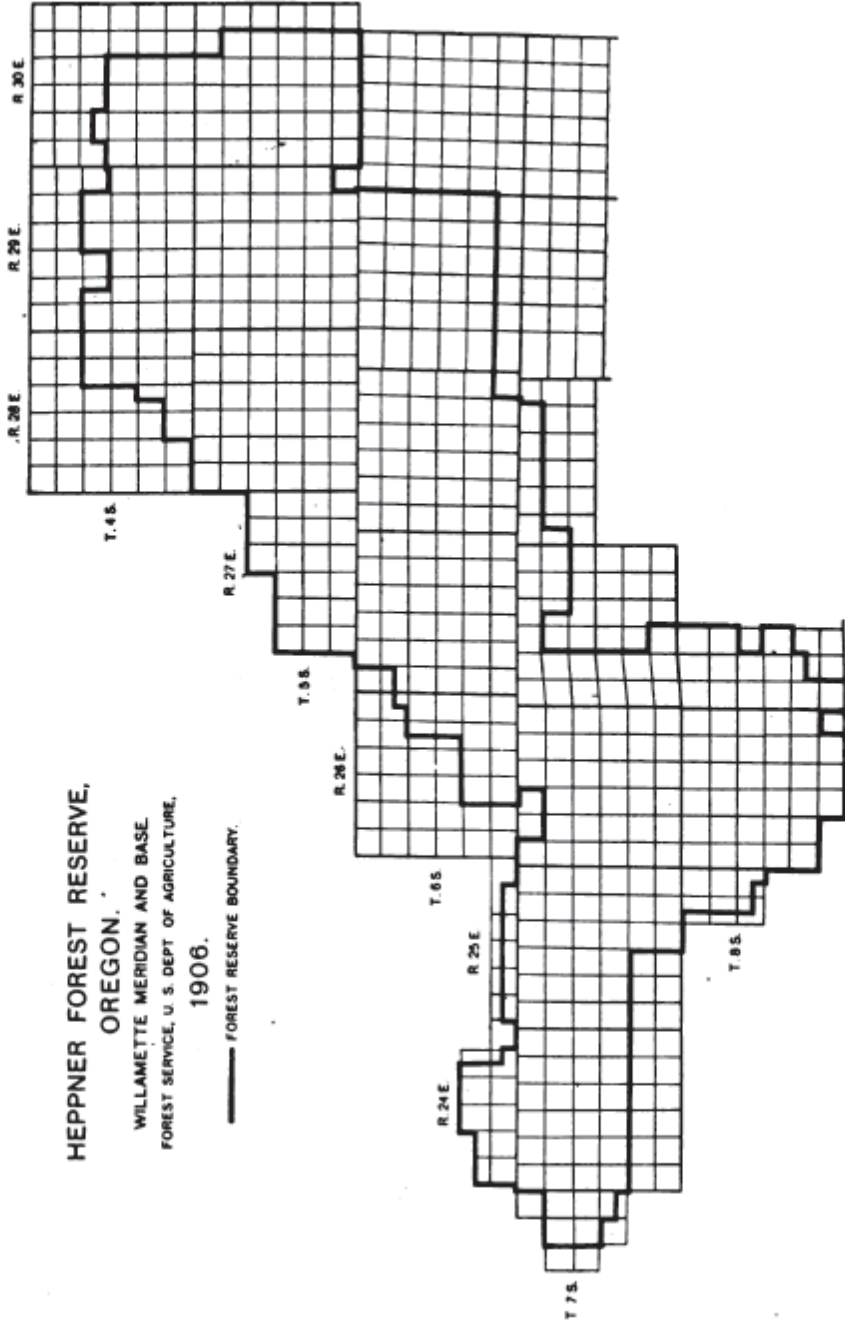 HEPPNER FOREST RESERVE,
OREGON.
WILLAMETTE MERIDIAN AND BASE
FOREST SERVICE, U. S. DEPT OF AGRICULTURE,
1906.
FOREST RESERVE BOUNDARY.
R. 24 E.
R. 25 E.
R. 26 E.
R. 27 E.
R. 28 E.
R. 29 E.
R. 30 E.
T. 4 S.
T. 5 S.
T. 6 S.
T. 7 S.
T. 8 S.